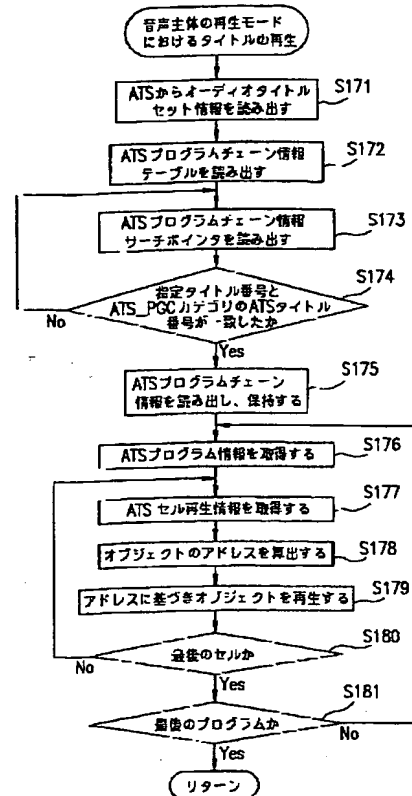 音声主体の再生モード
におけるタイトルの再生
ATSからオーディオタイトル
セット情報を読み出す
S171
ATSプログラムチェーン情報
テーブルを読み出す
S172
ATSプログラムチェーン情報
サーチポインタを読み出す
S173
指定タイトル番号と
ATS_PGCカテゴリのATSタイトル
番号が一致したか
S174
No
Yes
ATSプログラムチェーン
情報を読み出し、保持する
S175
ATSプログラム情報を取得する
S176
ATSセル再生情報を取得する
S177
オブジェクトのアドレスを算出する
S178
アドレスに基づきオブジェクトを再生する
S179
最後のセルか
S180
No
Yes
最後のプログラムか
S181
No
Yes
リターン